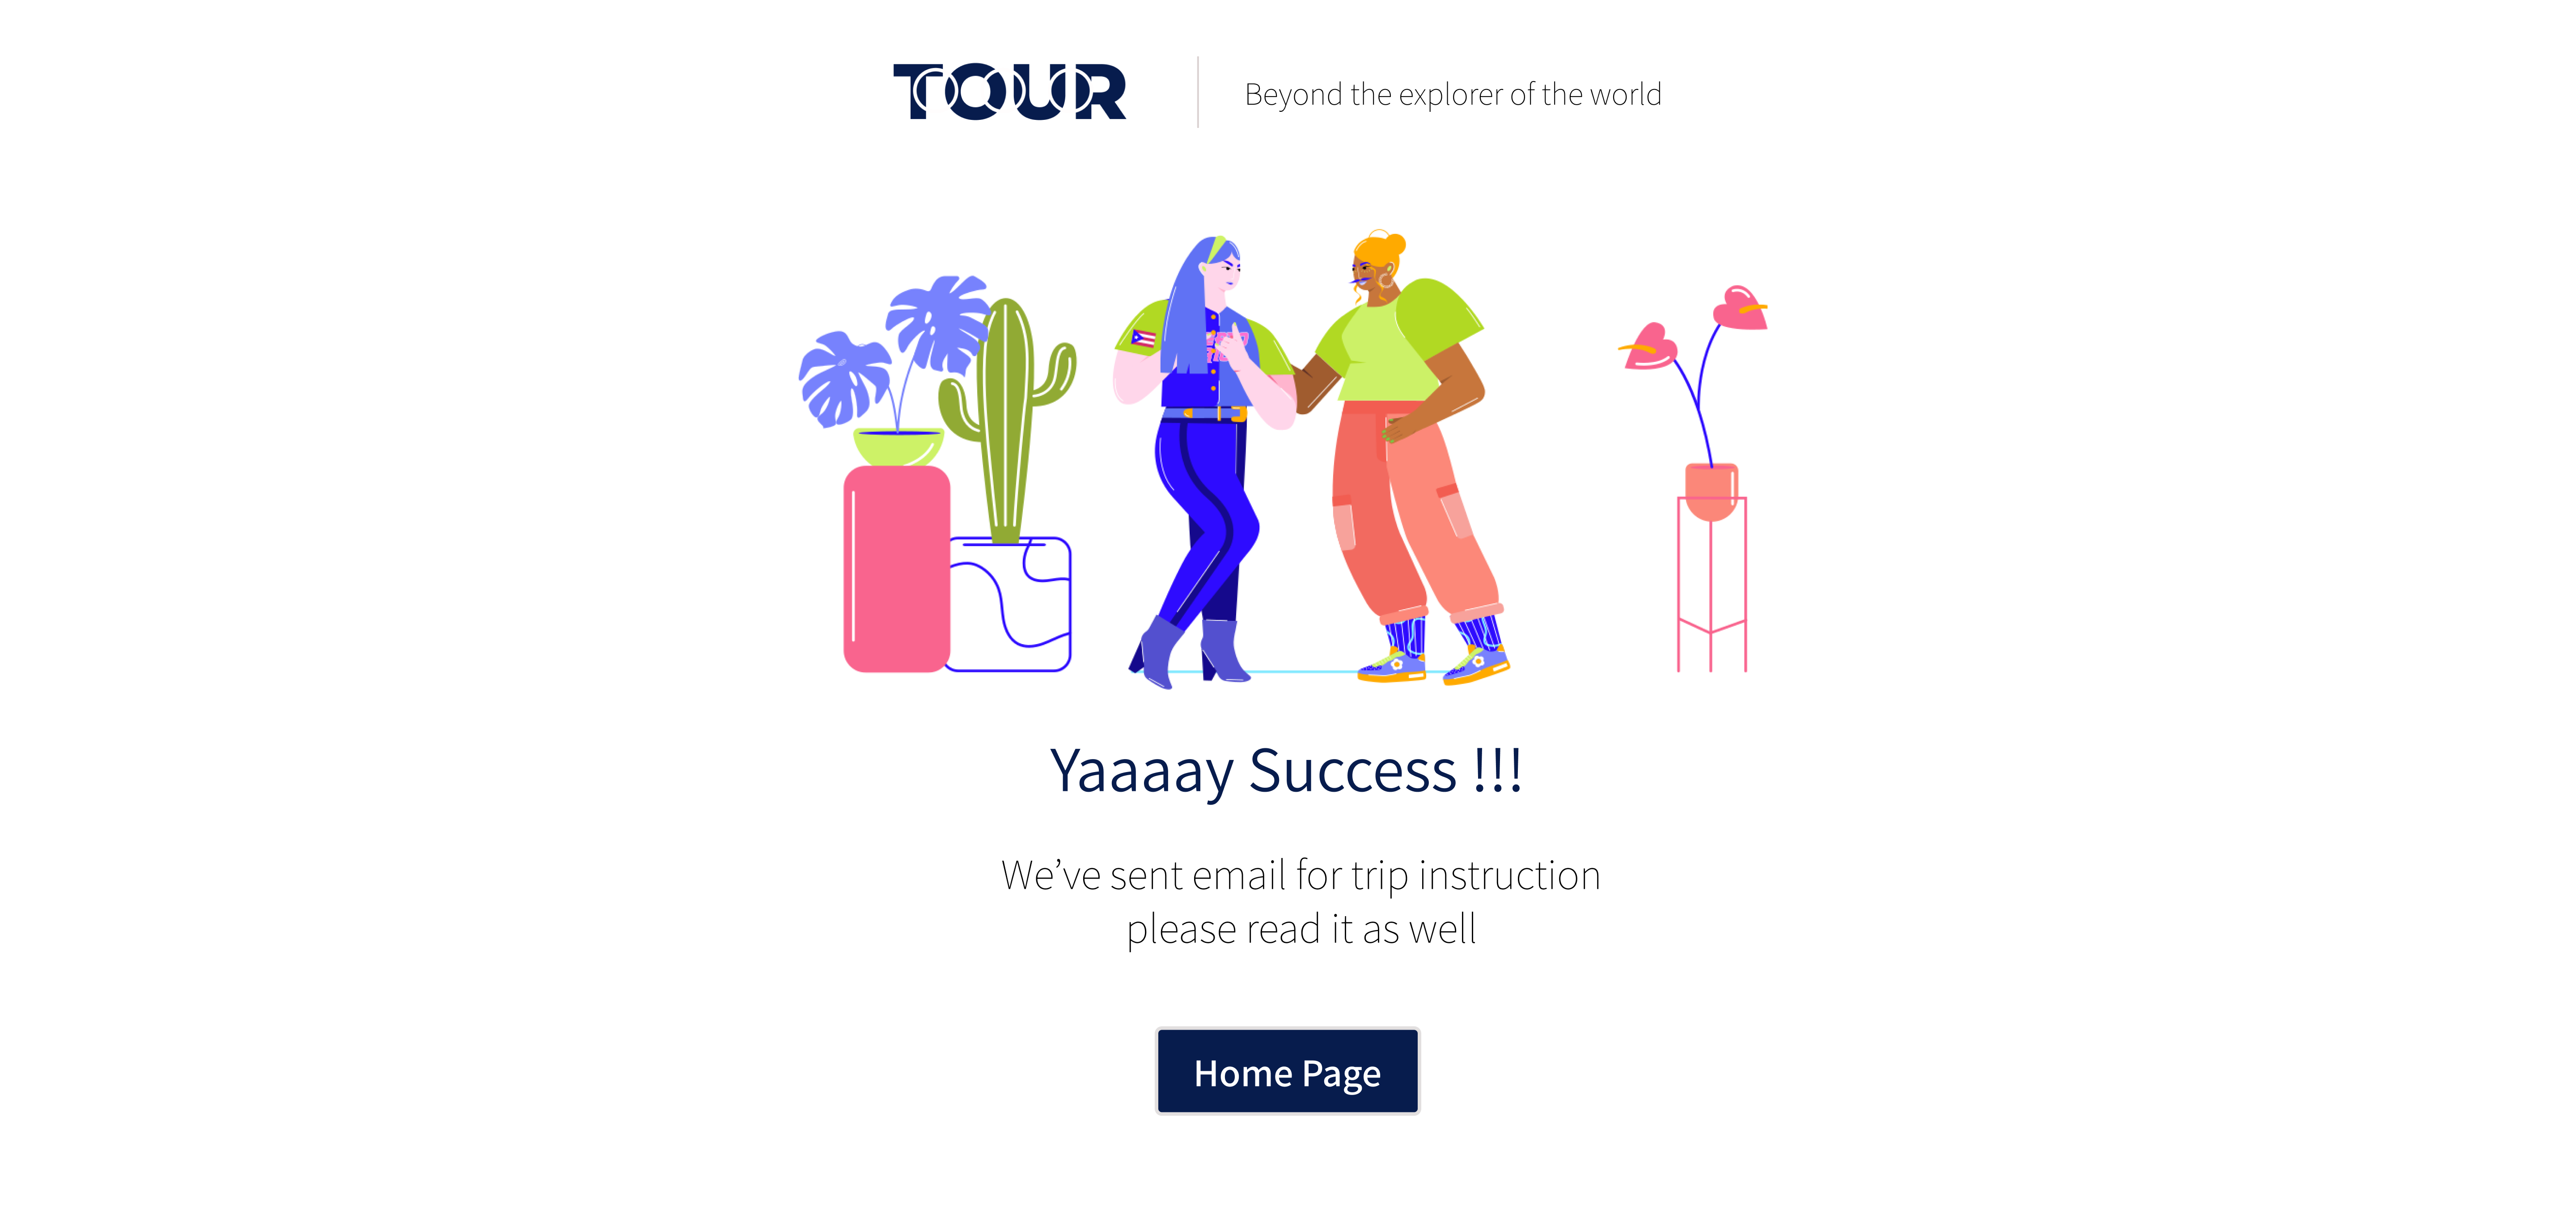 TOUR
Beyond the explorer of the world
Yaaaay Success !!!
We’ve sent email for trip instruction
please read it as well
Home Page